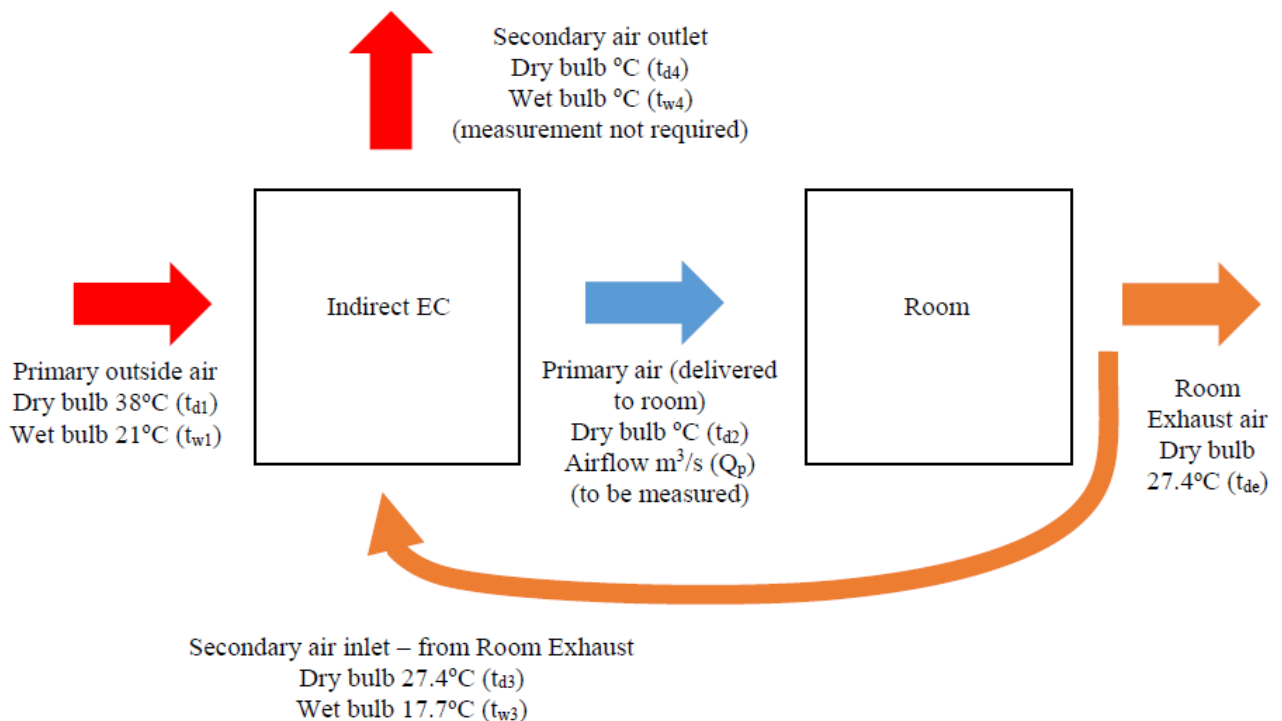 Secondary air outlet
Dry bulb ºC (td4)
Wet bulb ºC (tw4)
(measurement not required)
Indirect EC
Room
Primary outside air
Dry bulb 38ºC (td1)
Wet bulb 21ºC (tw1)
Primary air (delivered
to room)
Dry bulb ºC (td2)
Airflow m³/s (Qp)
(to be measured)
Room
Exhaust air
Dry bulb
27.4ºC (tde)
Secondary air inlet – from Room Exhaust
Dry bulb 27.4ºC (td3)
Wet bulb 17.7ºC (tw3)